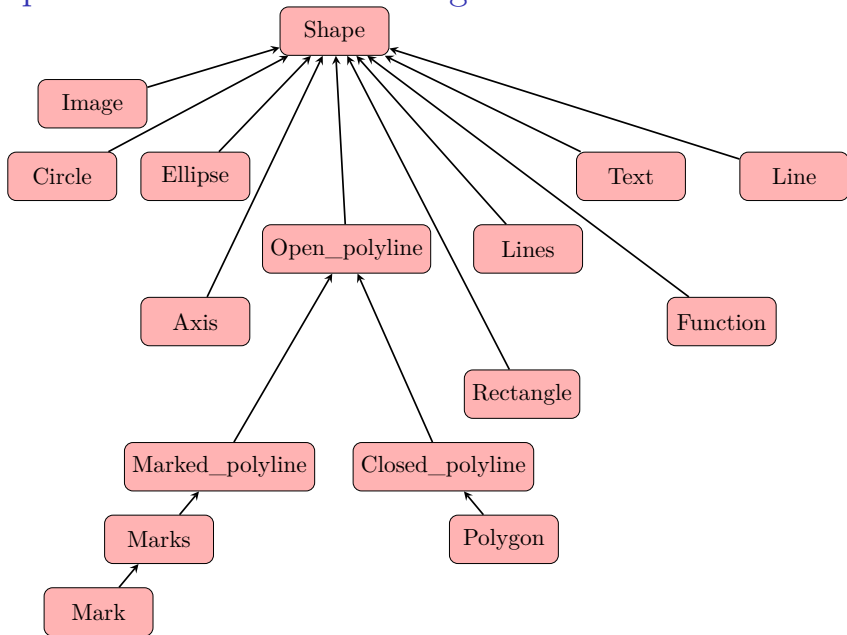 Shape
Image
Circle
Ellipse
Text
Line
Open_polyline
Lines
Axis
Function
Rectangle
Marked_polyline
Closed_polyline
Marks
Polygon
Mark